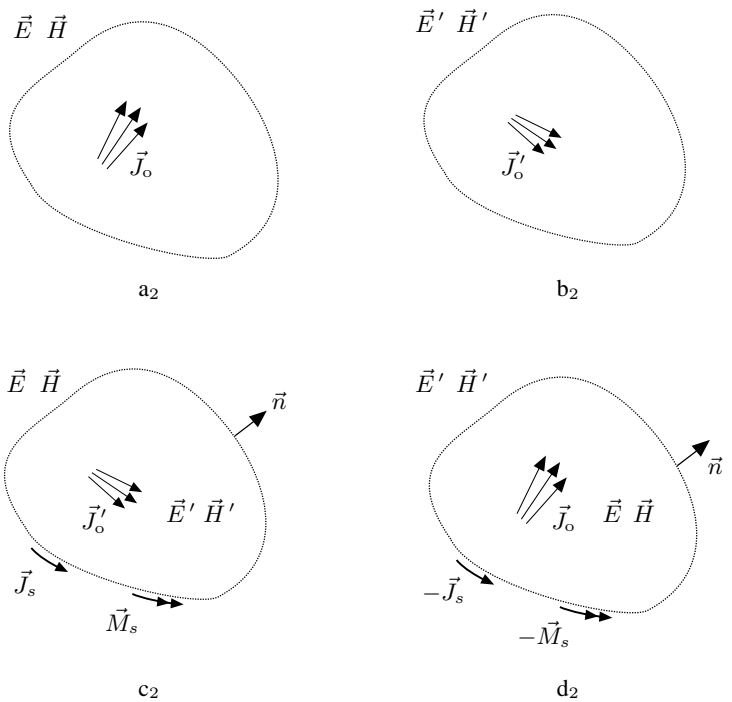 E⃗ H⃗ E⃗′ H⃗′
J⃗ₒ J⃗ₒ′
a₂ b₂
E⃗ H⃗ n⃗ E⃗′ H⃗′ n⃗
J⃗ₒ′ E⃗′ H⃗′ J⃗ₒ E⃗ H⃗
J⃗ₛ −J⃗ₛ
M⃗ₛ −M⃗ₛ
c₂ d₂